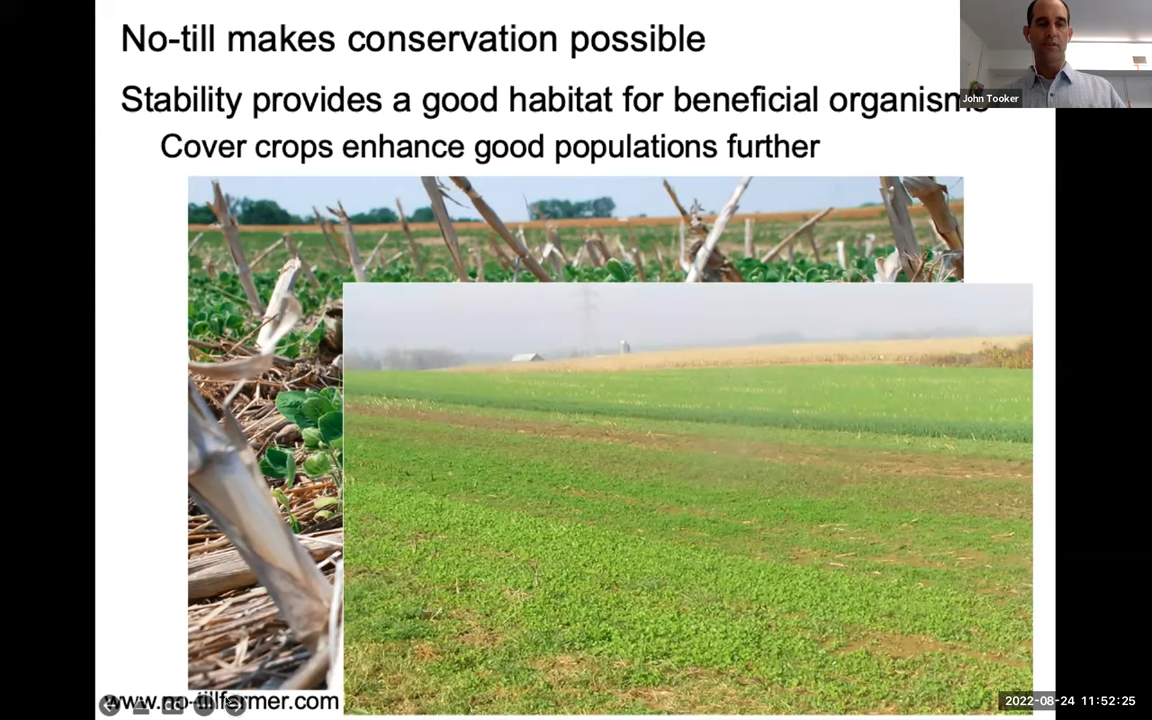 No-till makes conservation possible
Stability provides a good habitat for beneficial organisms
Cover crops enhance good populations further
John Tooker
www.no-tillfarmer.com
2022-08-24 11:52:25